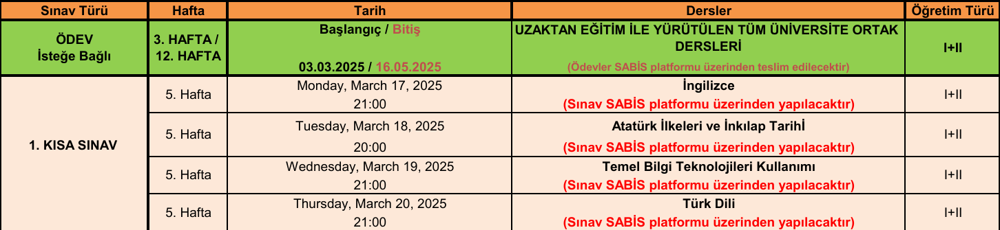 Sınav Türü Hafta Tarih Dersler Öğretim Türü
ÖDEV
İsteğe Bağlı
3. HAFTA /
12. HAFTA
Başlangıç / Bitiş
03.03.2025 / 16.05.2025
UZAKTAN EĞİTİM İLE YÜRÜTÜLEN TÜM ÜNİVERSİTE ORTAK
DERSLERİ
(Ödevler SABİS platformu üzerinden teslim edilecektir)
I+II
1. KISA SINAV
5. Hafta
Monday, March 17, 2025
21:00
İngilizce
(Sınav SABİS platformu üzerinden yapılacaktır)
I+II
5. Hafta
Tuesday, March 18, 2025
20:00
Atatürk İlkeleri ve İnkılap Tarihİ
(Sınav SABİS platformu üzerinden yapılacaktır)
I+II
5. Hafta
Wednesday, March 19, 2025
21:00
Temel Bilgi Teknolojileri Kullanımı
(Sınav SABİS platformu üzerinden yapılacaktır)
I+II
5. Hafta
Thursday, March 20, 2025
21:00
Türk Dili
(Sınav SABİS platformu üzerinden yapılacaktır)
I+II